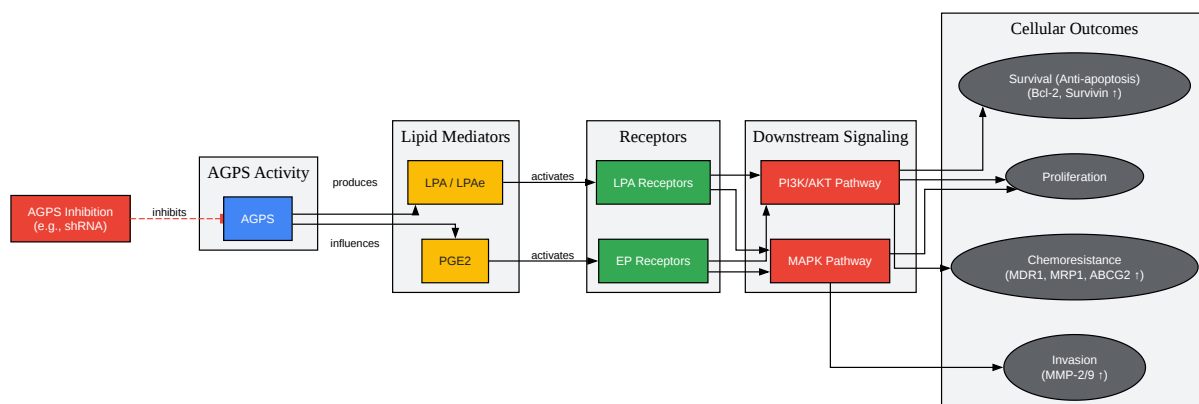 AGPS Inhibition
(e.g., shRNA)
inhibits
AGPS Activity
AGPS
produces
influences
Lipid Mediators
LPA / LPAe
PGE2
activates
activates
Receptors
LPA Receptors
EP Receptors
Downstream Signaling
PI3K/AKT Pathway
MAPK Pathway
Cellular Outcomes
Survival (Anti-apoptosis)
(Bcl-2, Survivin ↑)
Proliferation
Chemoresistance
(MDR1, MRP1, ABCG2 ↑)
Invasion
(MMP-2/9 ↑)